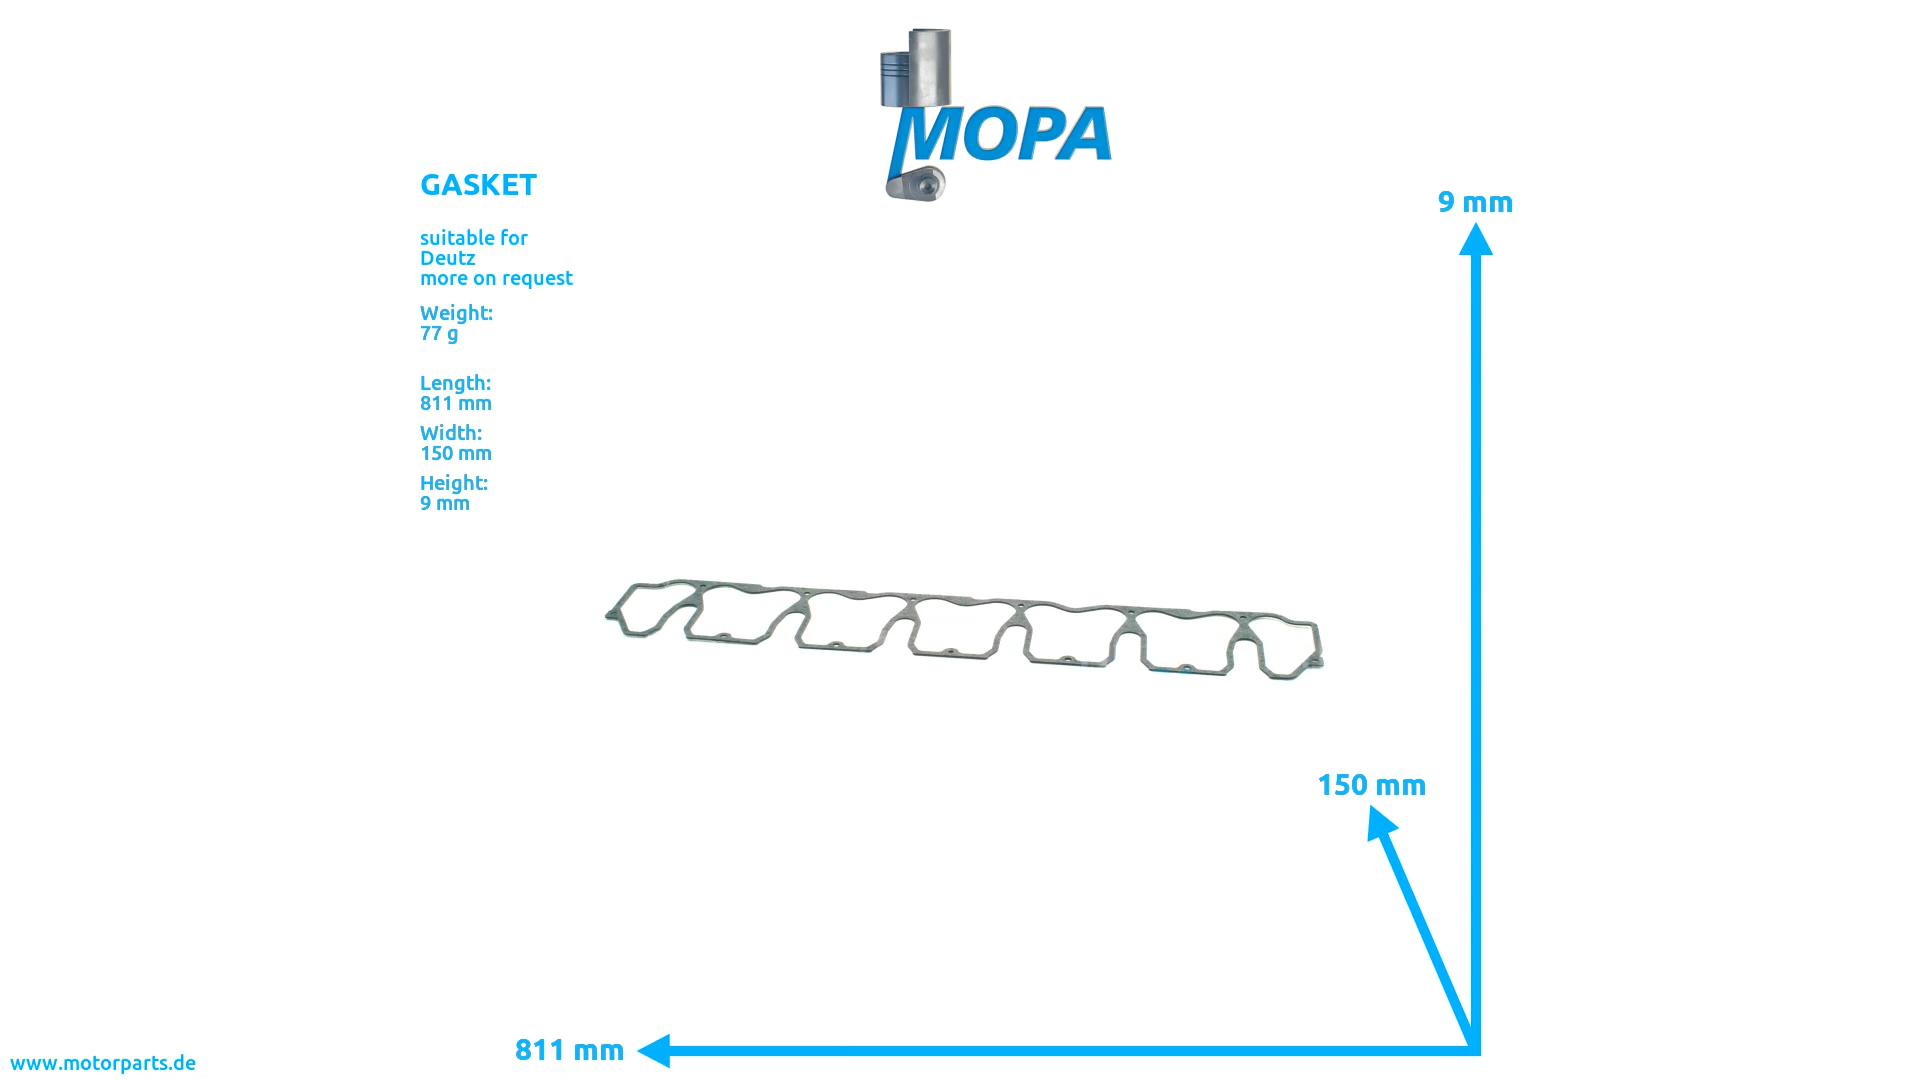 MOPA
GASKET
suitable for
Deutz
more on request
Weight:
77 g
Length:
811 mm
Width:
150 mm
Height:
9 mm
9 mm
150 mm
811 mm
www.motorparts.de